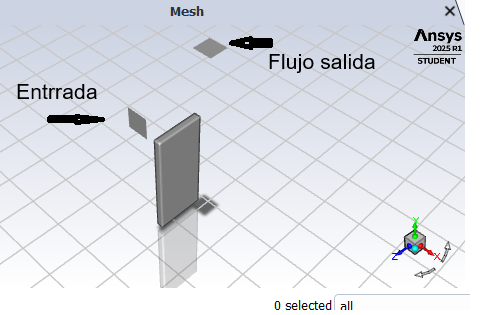 Mesh
Ansys
2025 R1
STUDENT
Flujo salida
Entrrada
Y
Z
X
0 selected
all